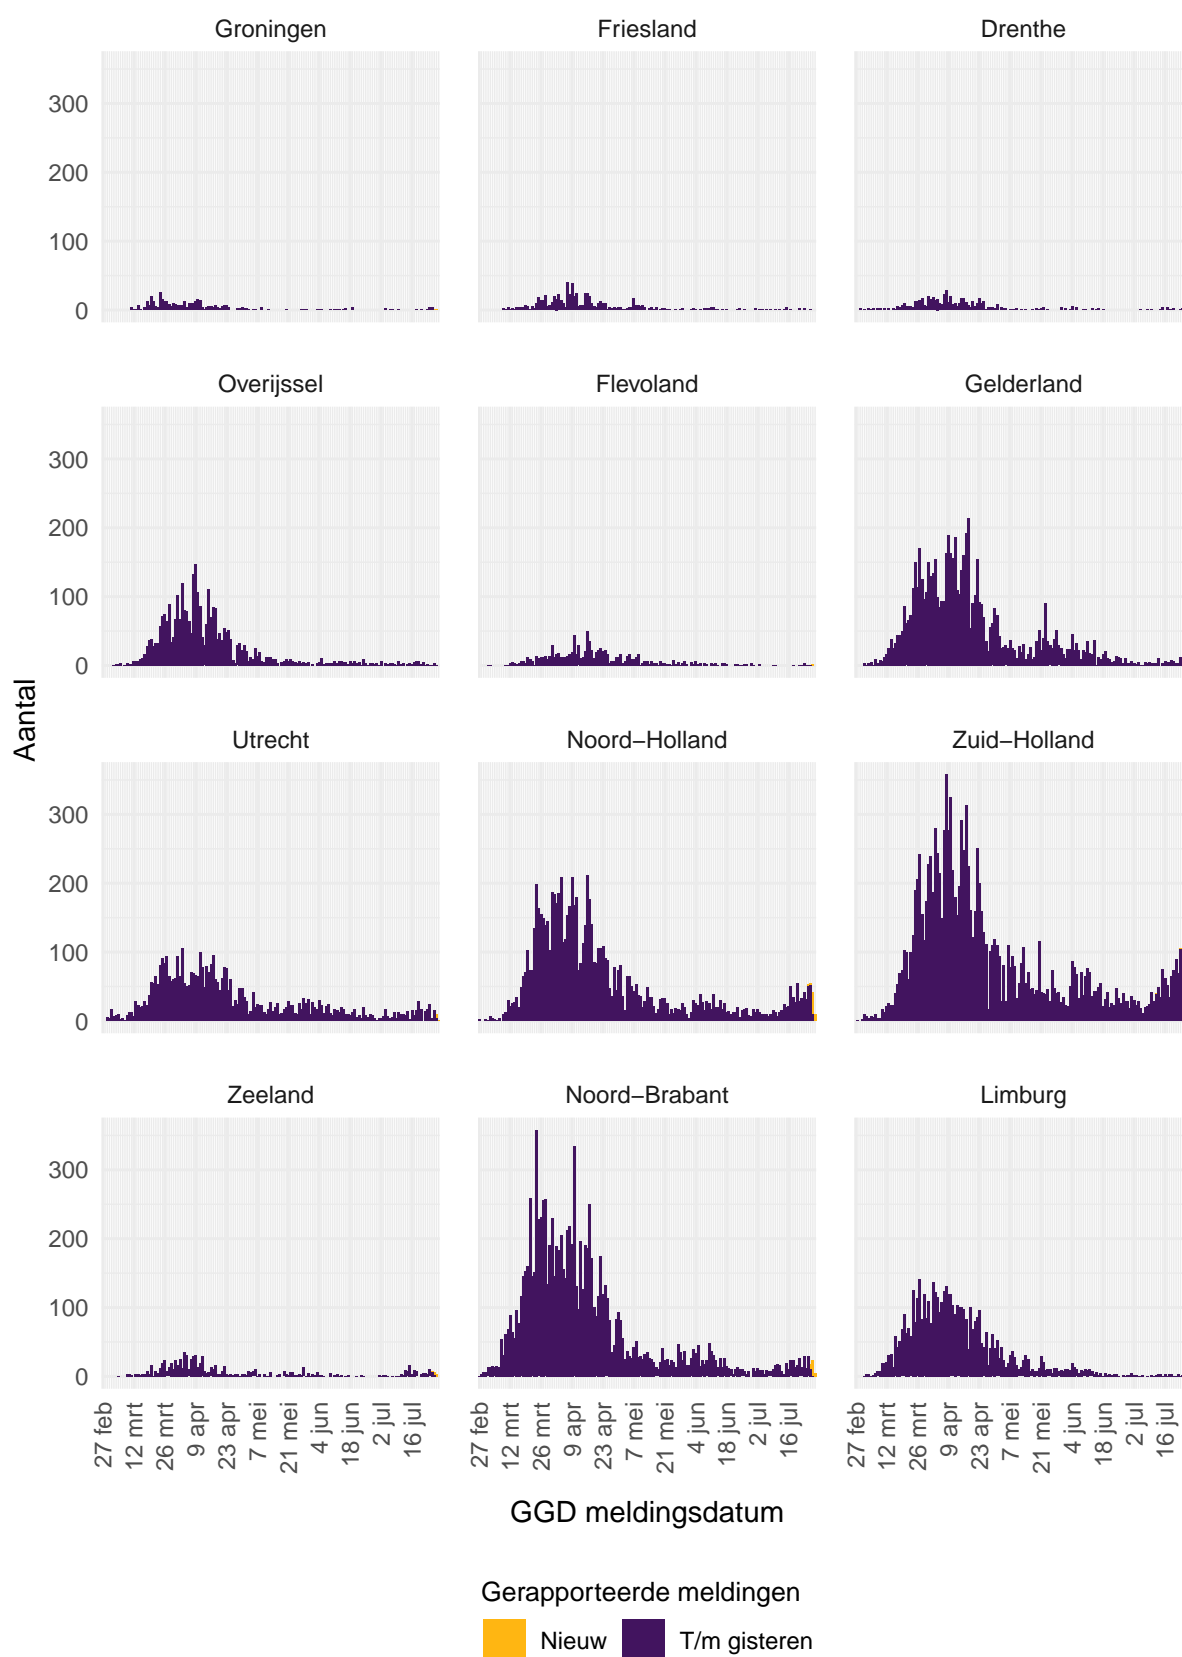 Groningen Friesland Drenthe
300
200
100
0
Overijssel Flevoland Gelderland
300
200
100
0
Aantal
Utrecht Noord−Holland Zuid−Holland
300
200
100
0
Zeeland Noord−Brabant Limburg
300
200
100
0
27 feb 12 mrt 26 mrt 9 apr 23 apr 7 mei 21 mei 4 jun 18 jun 2 jul 16 jul 27 feb 12 mrt 26 mrt 9 apr 23 apr 7 mei 21 mei 4 jun 18 jun 2 jul 16 jul 27 feb 12 mrt 26 mrt 9 apr 23 apr 7 mei 21 mei 4 jun 18 jun 2 jul 16 jul
GGD meldingsdatum
Gerapporteerde meldingen
Nieuw T/m gisteren